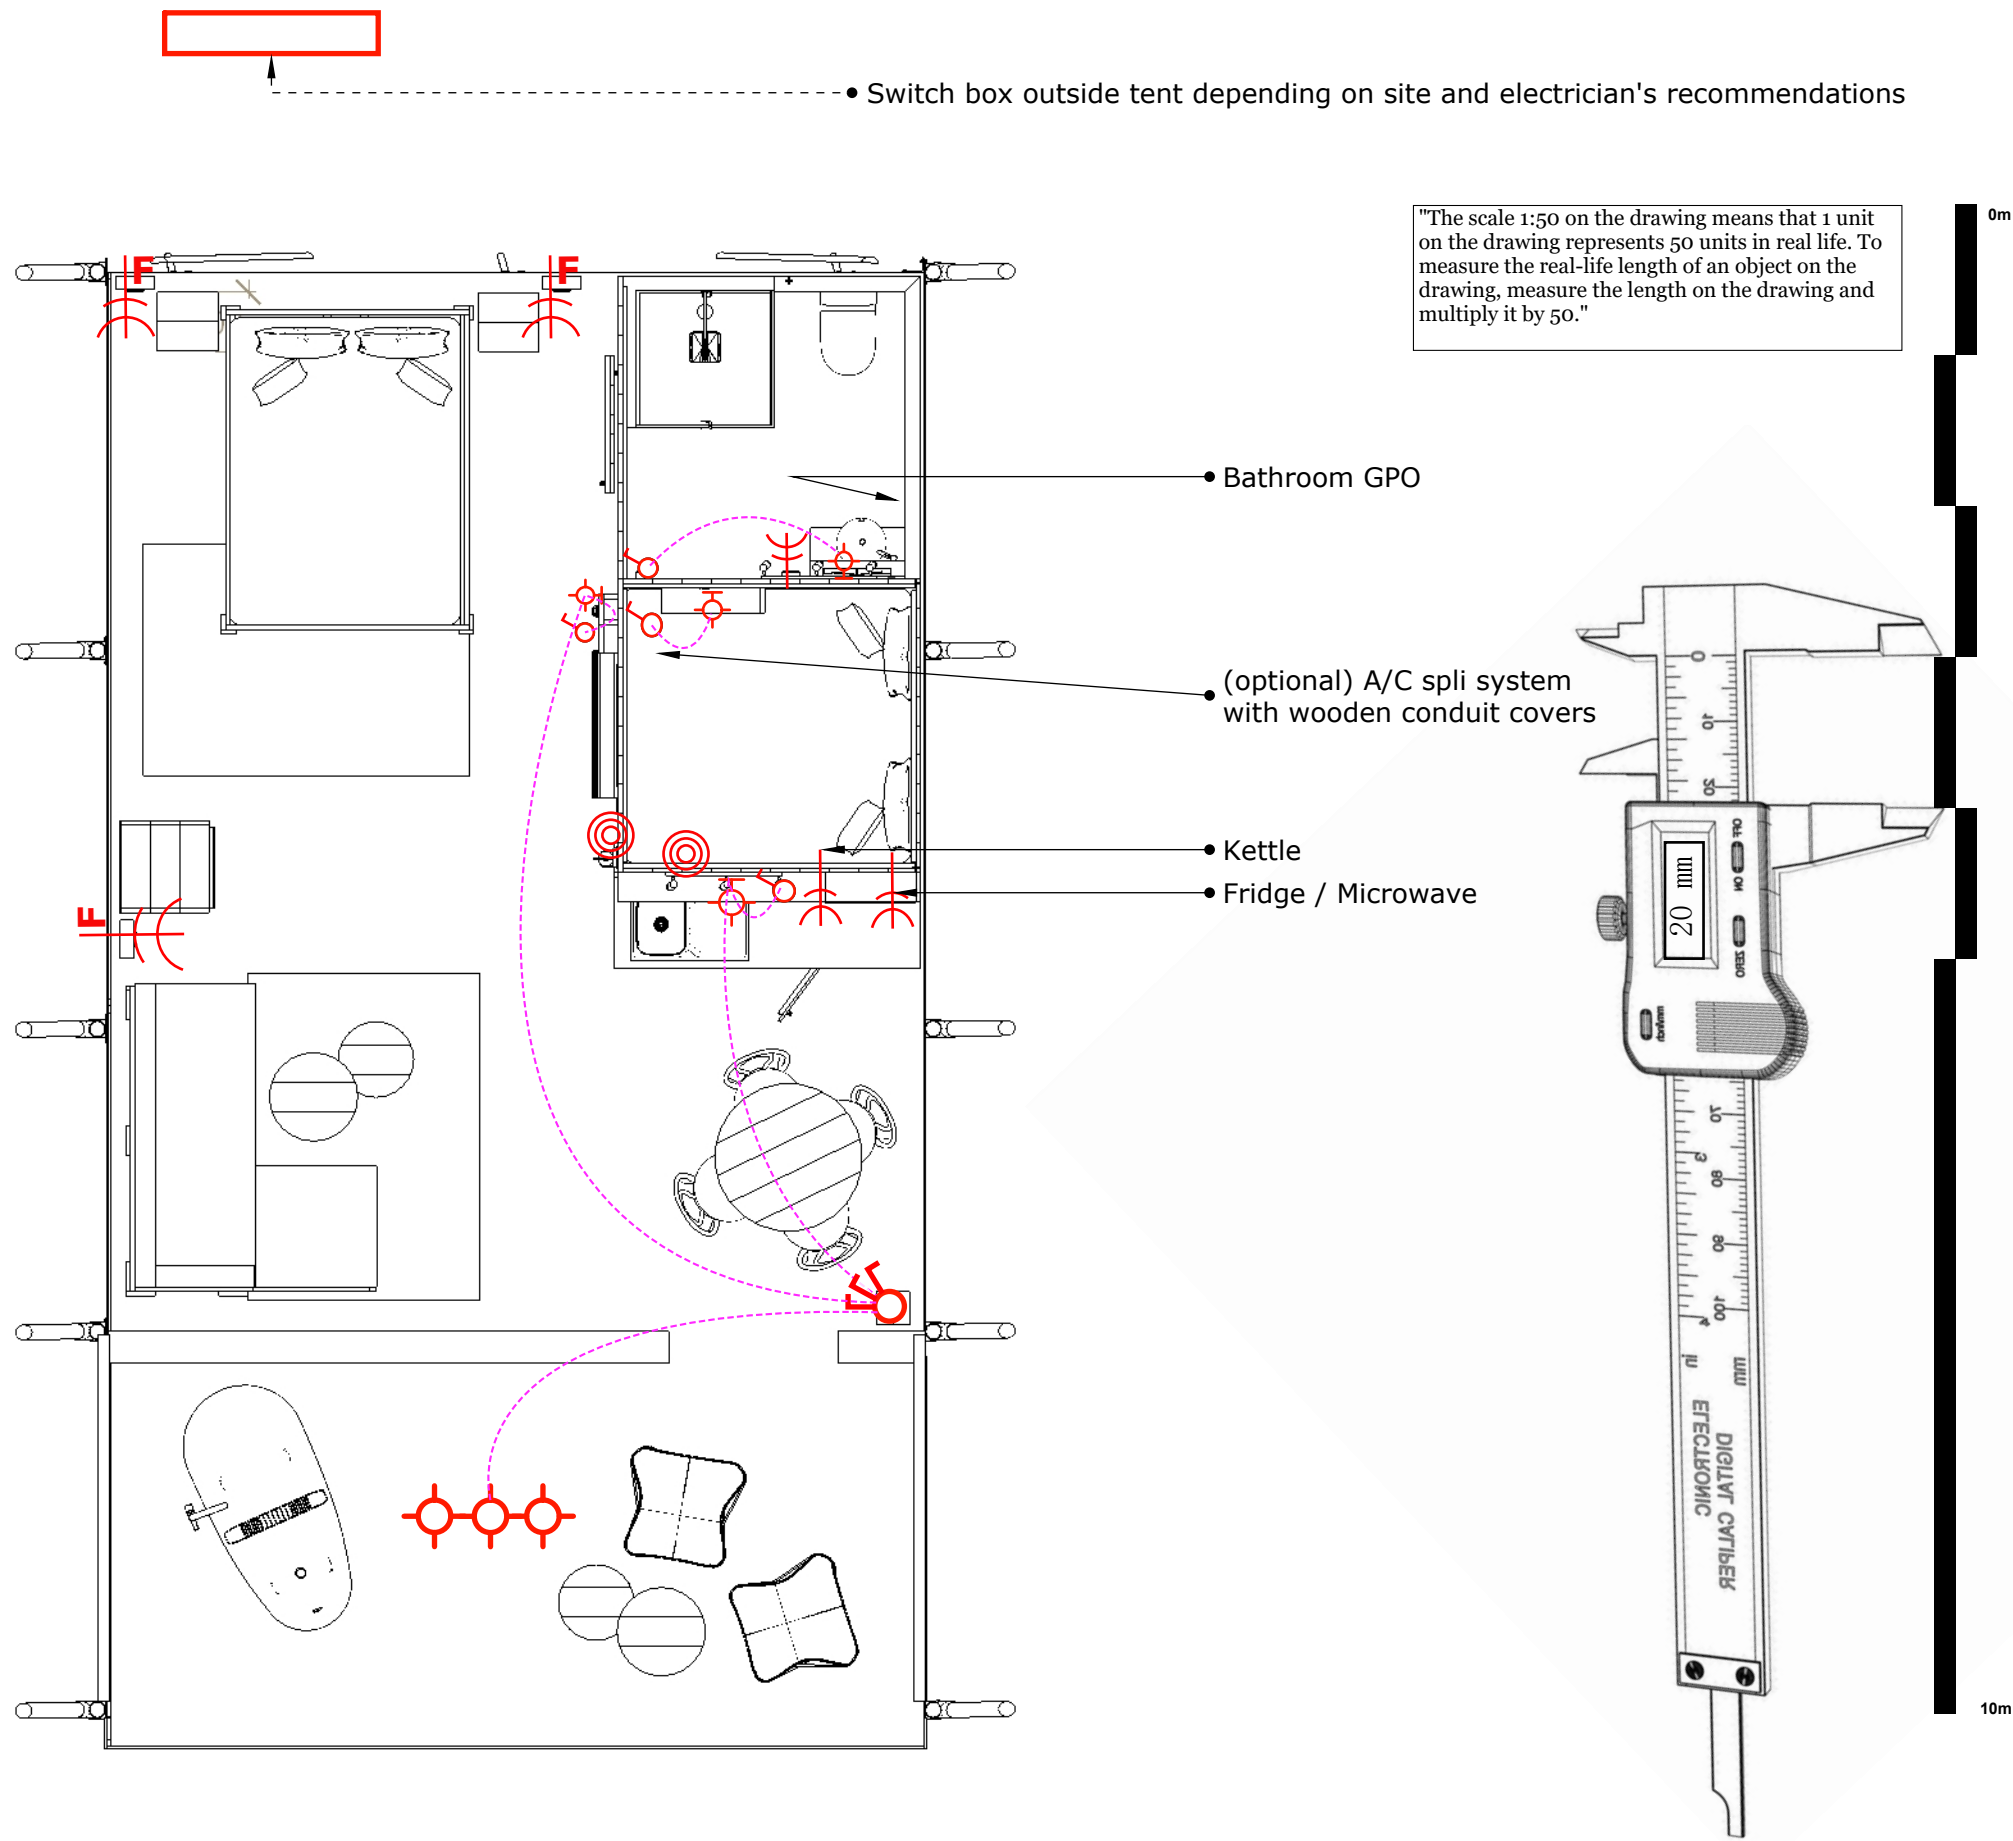 Switch box outside tent depending on site and electrician's recommendations
"The scale 1:50 on the drawing means that 1 unit
on the drawing represents 50 units in real life. To
measure the real-life length of an object on the
drawing, measure the length on the drawing and
multiply it by 50."
0m
F
F
Bathroom GPO
(optional) A/C spli system
with wooden conduit covers
Kettle
Fridge / Microwave
F
0
10
20
OFF ON
20 mm
ZERO
mm/inch
70
3
80
90
100
4
in
mm
ELECTRONIC
DIGITAL CALIPER
10m